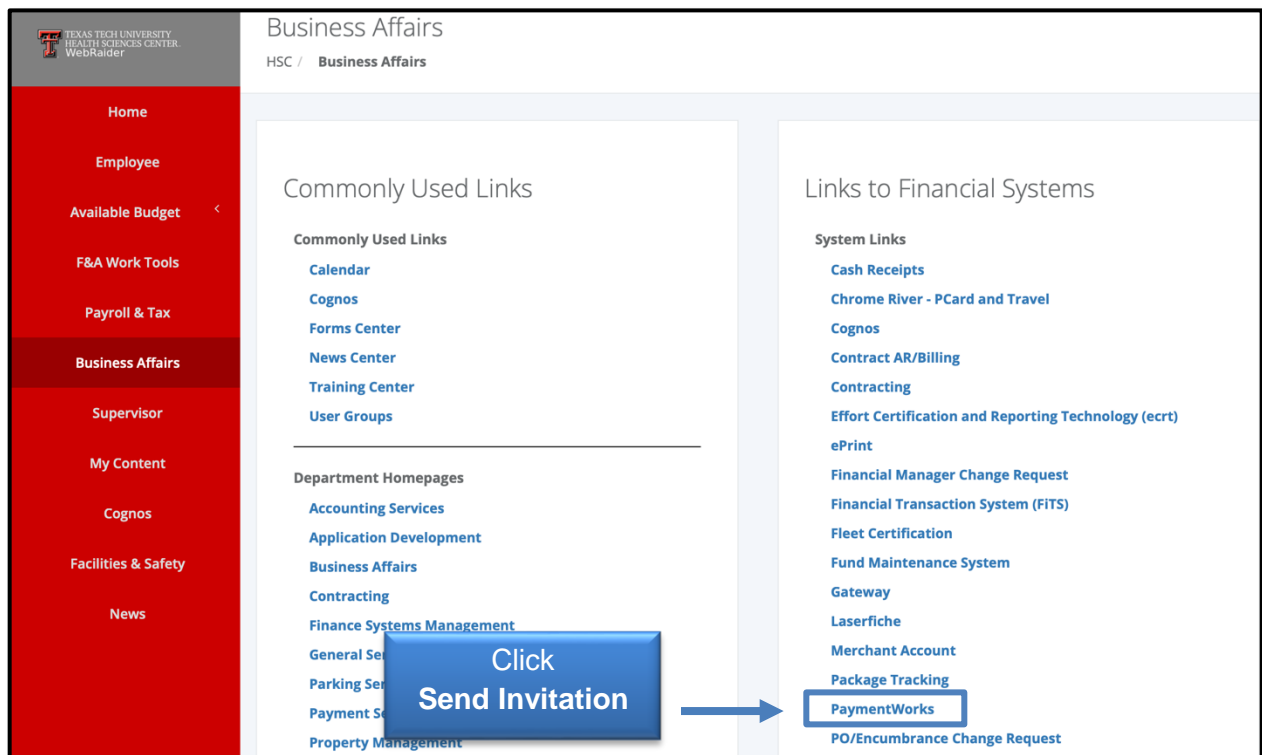 TEXAS TECH UNIVERSITY
HEALTH SCIENCES CENTER.
WebRaider
Home
Employee
Available Budget <
F&A Work Tools
Payroll & Tax
Business Affairs
Supervisor
My Content
Cognos
Facilities & Safety
News
Business Affairs
HSC / Business Affairs
Commonly Used Links
Commonly Used Links
Calendar
Cognos
Forms Center
News Center
Training Center
User Groups
Department Homepages
Accounting Services
Application Development
Business Affairs
Contracting
Finance Systems Management
General
Parking
Payment
Property Management
Click
Send Invitation
Links to Financial Systems
System Links
Cash Receipts
Chrome River - PCard and Travel
Cognos
Contract AR/Billing
Contracting
Effort Certification and Reporting Technology (ecrt)
ePrint
Financial Manager Change Request
Financial Transaction System (FiTS)
Fleet Certification
Fund Maintenance System
Gateway
Laserfiche
Merchant Account
Package Tracking
PaymentWorks
PO/Encumbrance Change Request